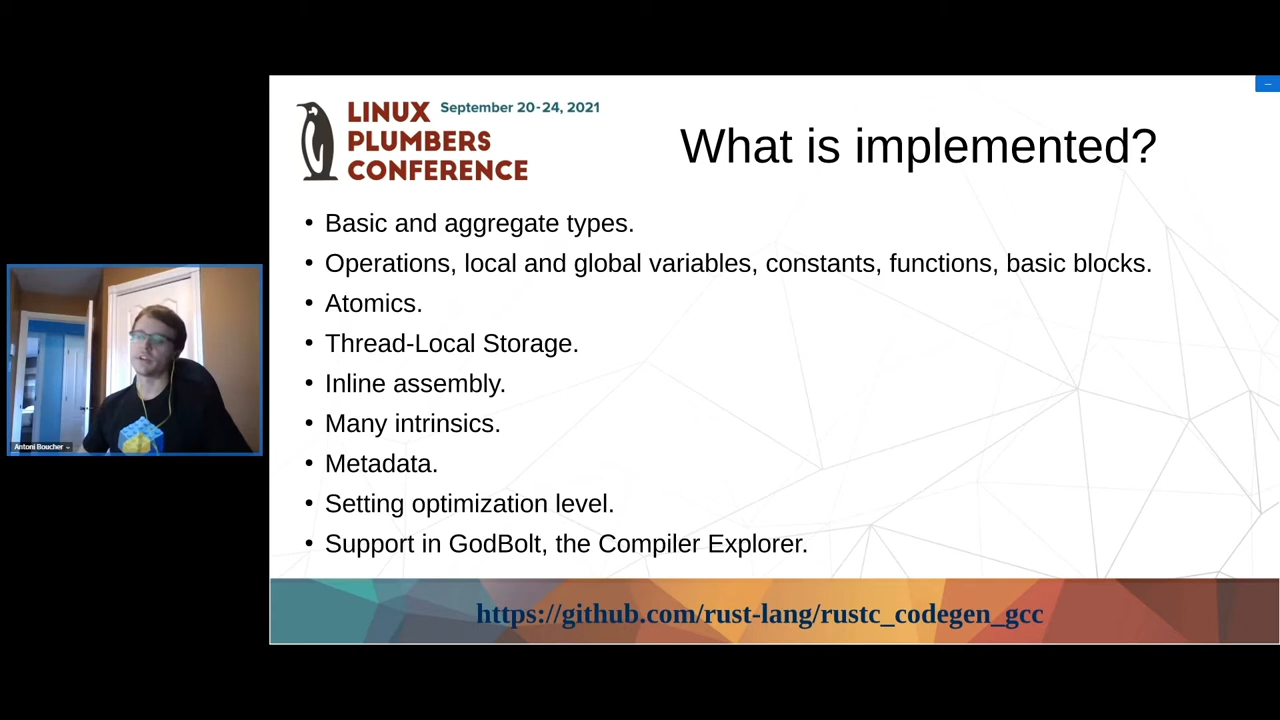 LINUX
September 20-24, 2021
PLUMBERS
CONFERENCE
What is implemented?
• Basic and aggregate types.
• Operations, local and global variables, constants, functions, basic blocks.
• Atomics.
• Thread-Local Storage.
• Inline assembly.
• Many intrinsics.
• Metadata.
• Setting optimization level.
• Support in GodBolt, the Compiler Explorer.
Antoni Boucher
https://github.com/rust-lang/rustc_codegen_gcc